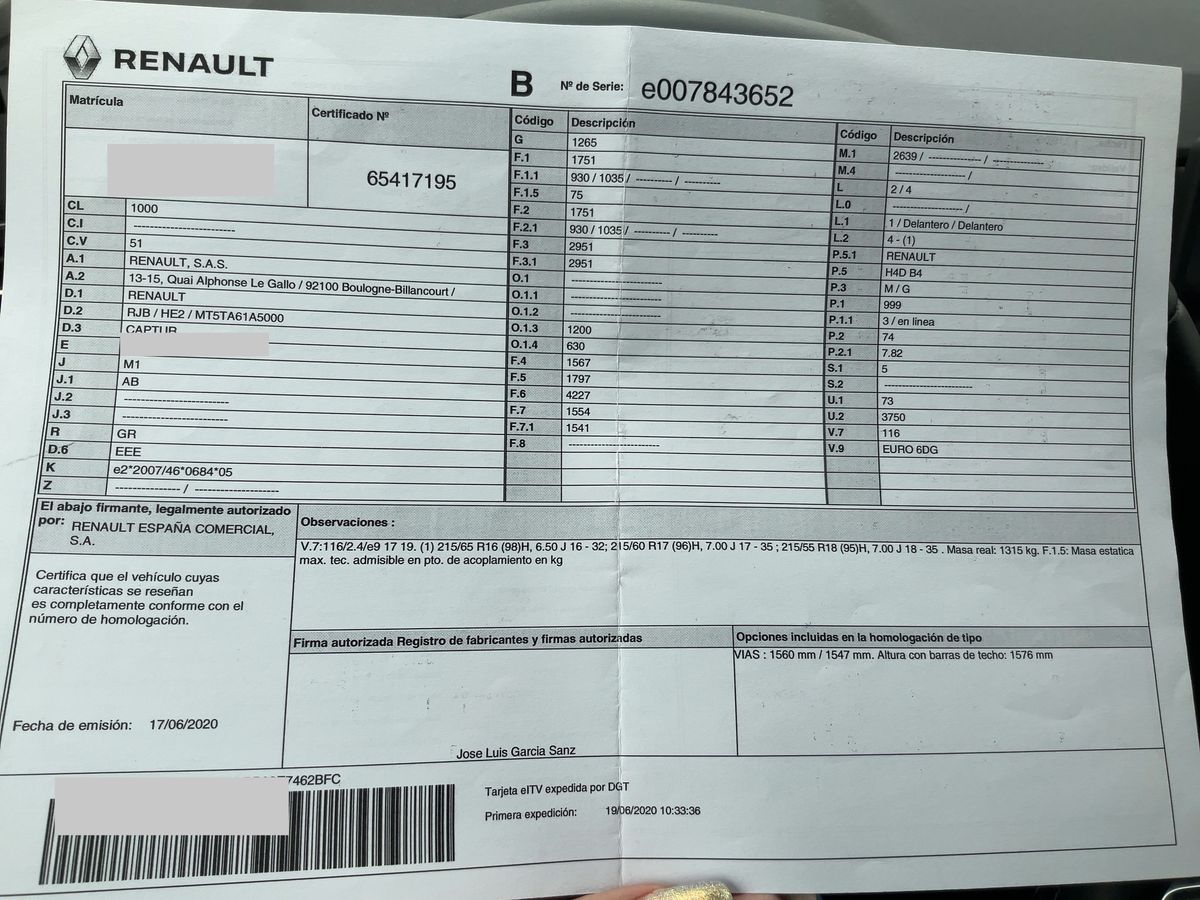 RENAULT
B Nº de Serie: e007843652
Matrícula
Certificado Nº
65417195
CL 1000
C.I -------------------------
C.V 51
A.1 RENAULT, S.A.S.
A.2 13-15, Quai Alphonse Le Gallo / 92100 Boulogne-Billancourt /
D.1 RENAULT
D.2 RJB / HE2 / MT5TA61A5000
D.3 CAPTUR
E
J M1
J.1 AB
J.2 -------------------------
J.3 -------------------------
R GR
D.6 EEE
K e2*2007/46*0684*05
Z --------------- / --------------------
Código Descripción
G 1265
F.1 1751
F.1.1 930 / 1035 / --------- / ---------
F.1.5 75
F.2 1751
F.2.1 930 / 1035 / --------- / ---------
F.3 2951
F.3.1 2951
O.1 ----------------------
O.1.1 ----------------------
O.1.2 ----------------------
O.1.3 1200
O.1.4 630
F.4 1567
F.5 1797
F.6 4227
F.7 1554
F.7.1 1541
F.8 ----------------------
Código Descripción
M.1 2639 / ------------- / -------------
M.4 ------------------ /
L 2 / 4
L.0 ------------------ /
L.1 1 / Delantero / Delantero
L.2 4 - (1)
P.5.1 RENAULT
P.5 H4D B4
P.3 M / G
P.1 999
P.1.1 3 / en linea
P.2 74
P.2.1 7.82
S.1 5
S.2 ----------------------
U.1 73
U.2 3750
V.7 116
V.9 EURO 6DG
El abajo firmante, legalmente autorizado
por: RENAULT ESPAÑA COMERCIAL,
S.A.
Certifica que el vehículo cuyas
características se reseñan
es completamente conforme con el
número de homologación.
Fecha de emisión: 17/06/2020
Observaciones :
V.7:116/2.4/e9 17 19. (1) 215/65 R16 (98)H, 6.50 J 16 - 32; 215/60 R17 (96)H, 7.00 J 17 - 35 ; 215/55 R18 (95)H, 7.00 J 18 - 35 . Masa real: 1315 kg. F.1.5: Masa estatica
max. tec. admisible en pto. de acoplamiento en kg
Firma autorizada Registro de fabricantes y firmas autorizadas
Jose Luis Garcia Sanz
Opciones incluidas en la homologación de tipo
VIAS : 1560 mm / 1547 mm. Altura con barras de techo: 1576 mm
7462BFC
Tarjeta eITV expedida por DGT
Primera expedición: 19/06/2020 10:33:36